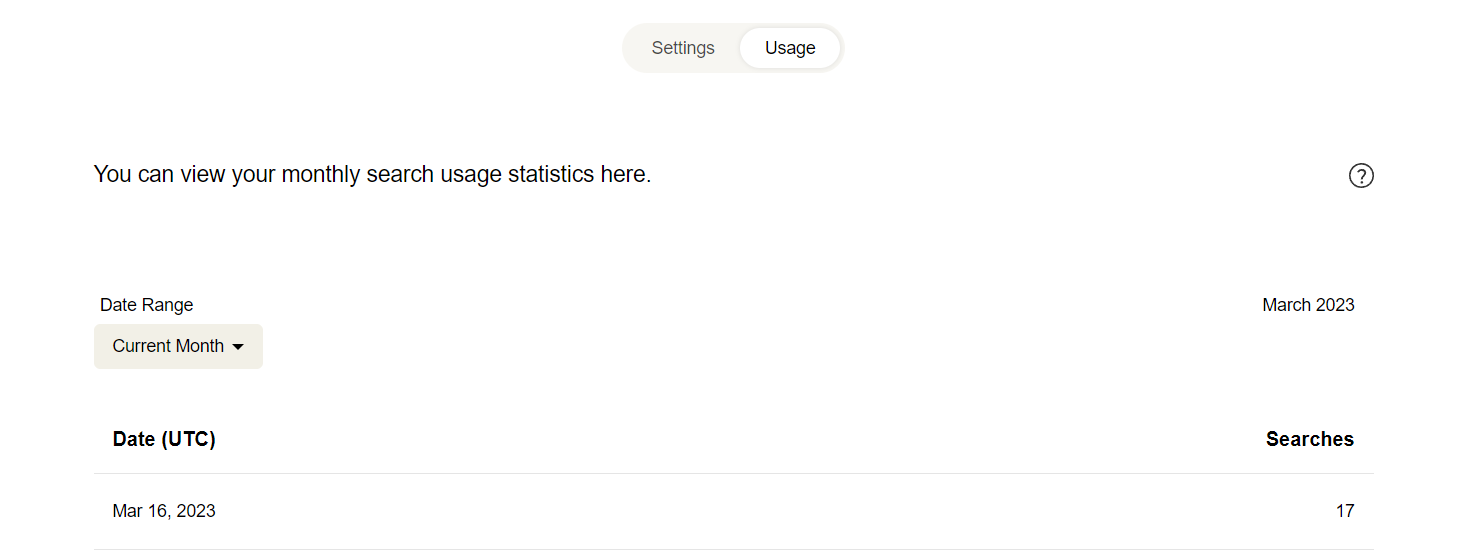 Settings Usage
You can view your monthly search usage statistics here. ?
Date Range March 2023
Current Month
Date (UTC) Searches
Mar 16, 2023 17